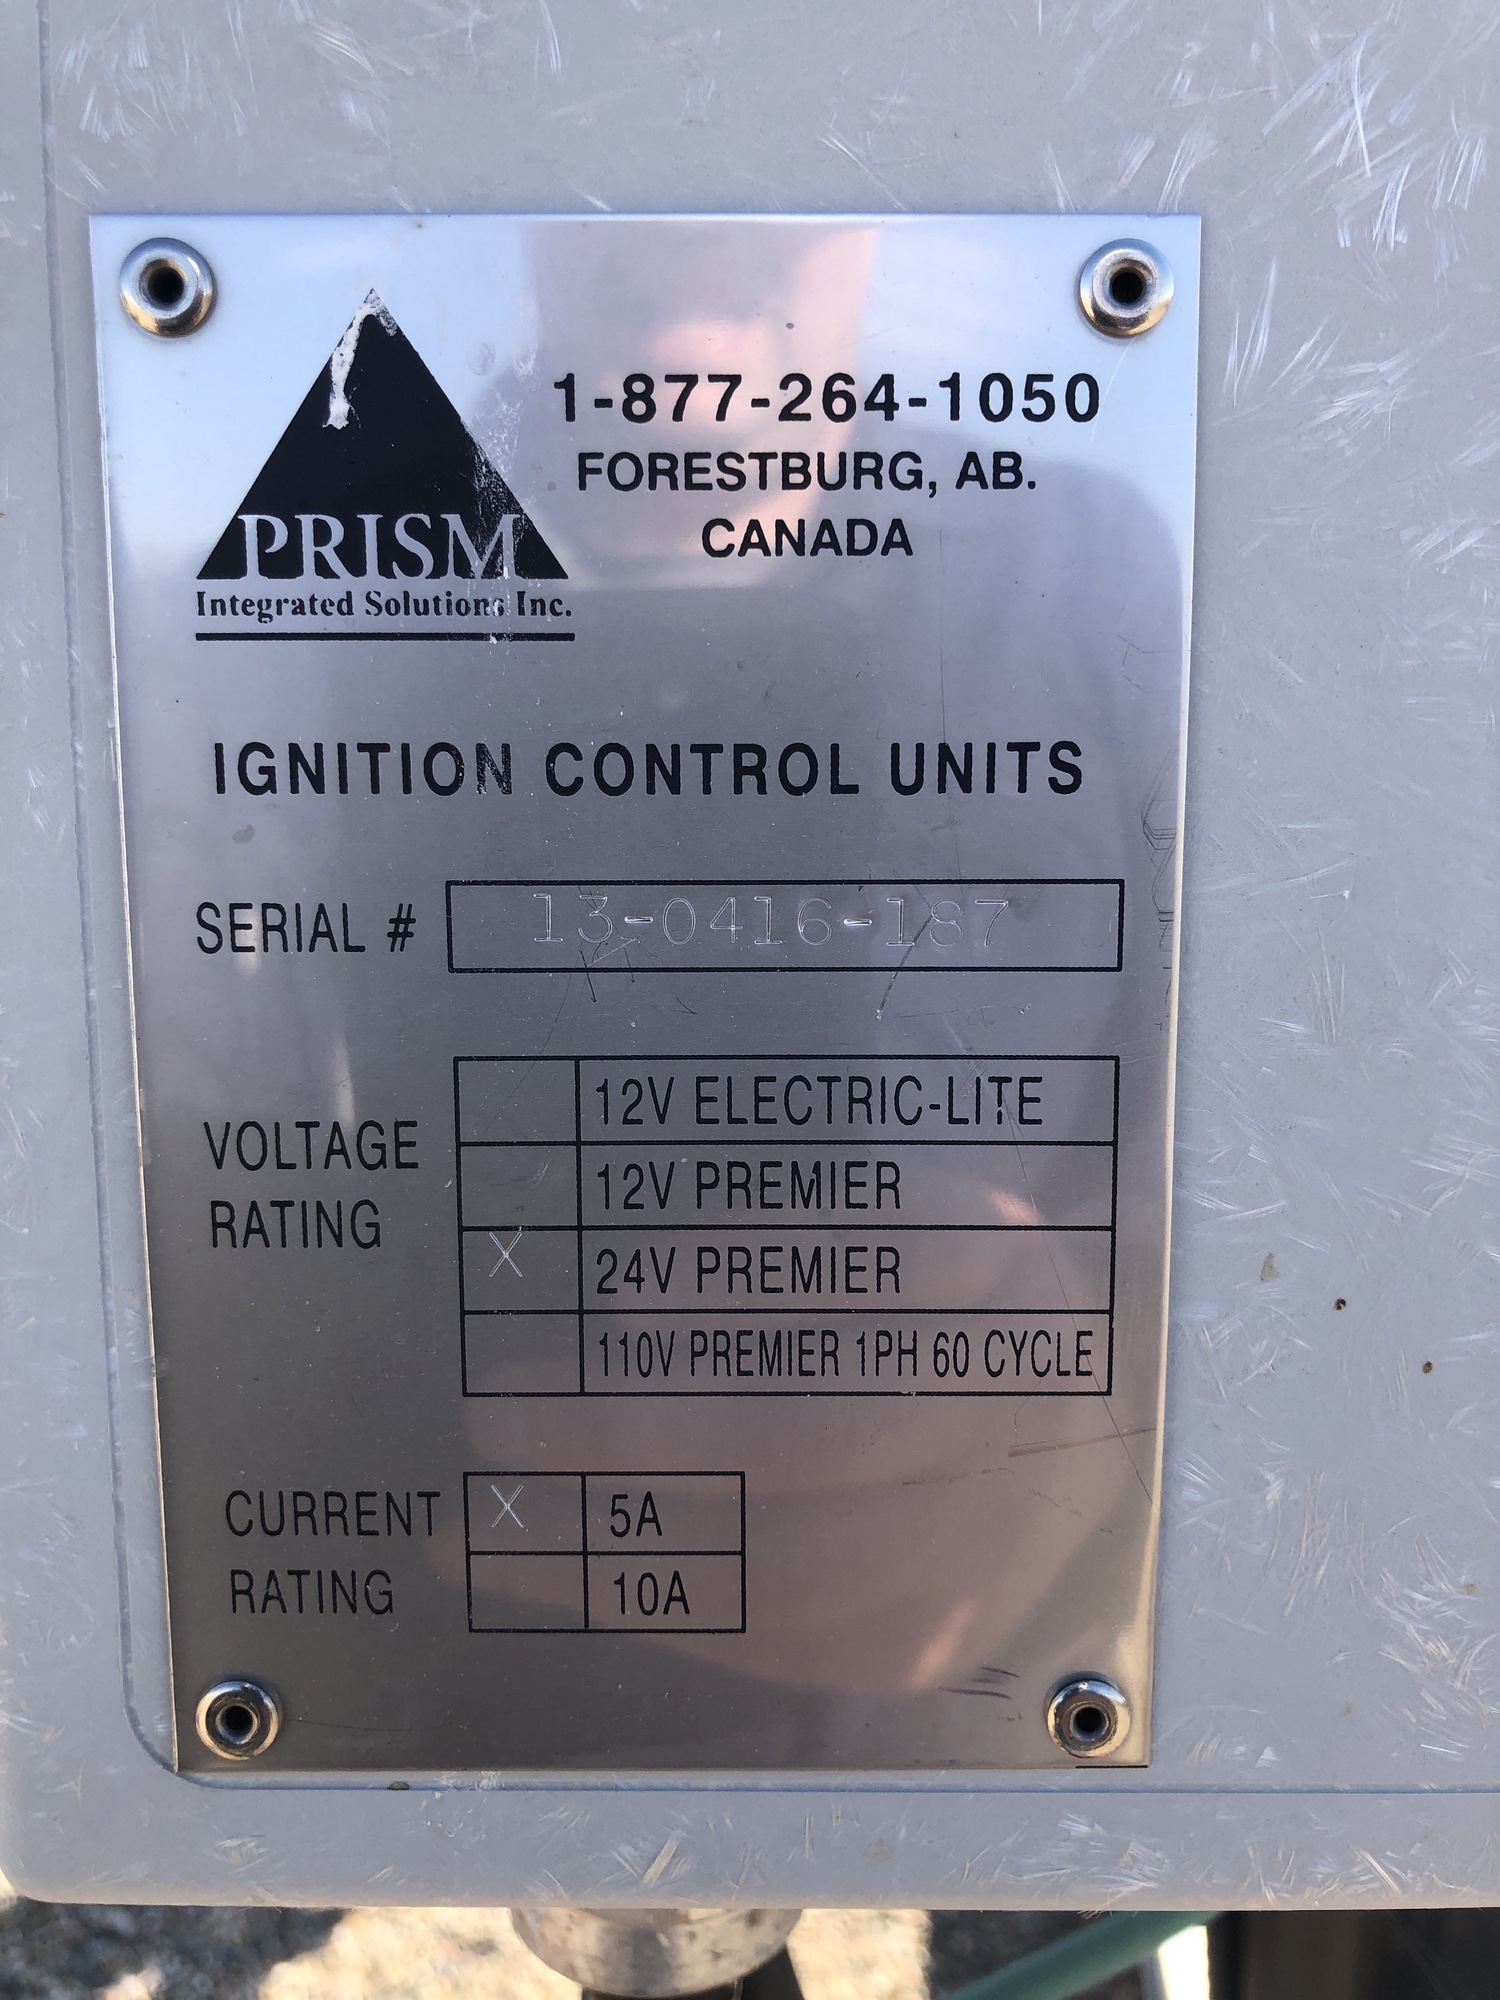 1-877-264-1050
FORESTBURG, AB.
CANADA
PRISM
Integrated Solutions Inc.
IGNITION CONTROL UNITS
SERIAL # 13-0416-187
VOLTAGE RATING
12V ELECTRIC-LITE
12V PREMIER
X 24V PREMIER
110V PREMIER 1PH 60 CYCLE
CURRENT RATING
X 5A
10A